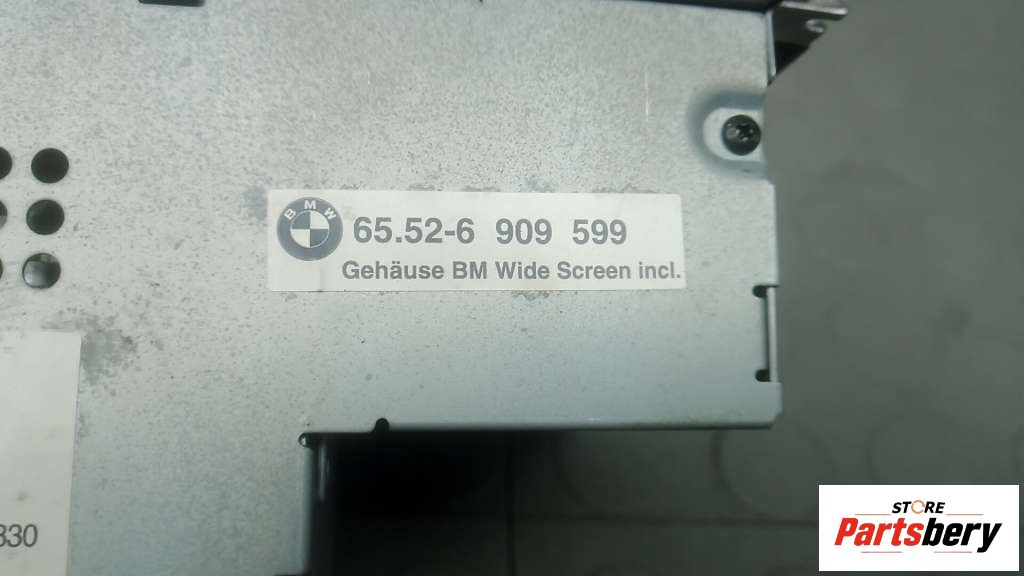 BMW
65.52-6 909 599
Gehäuse BM Wide Screen incl.
330
STORE
Partsbery